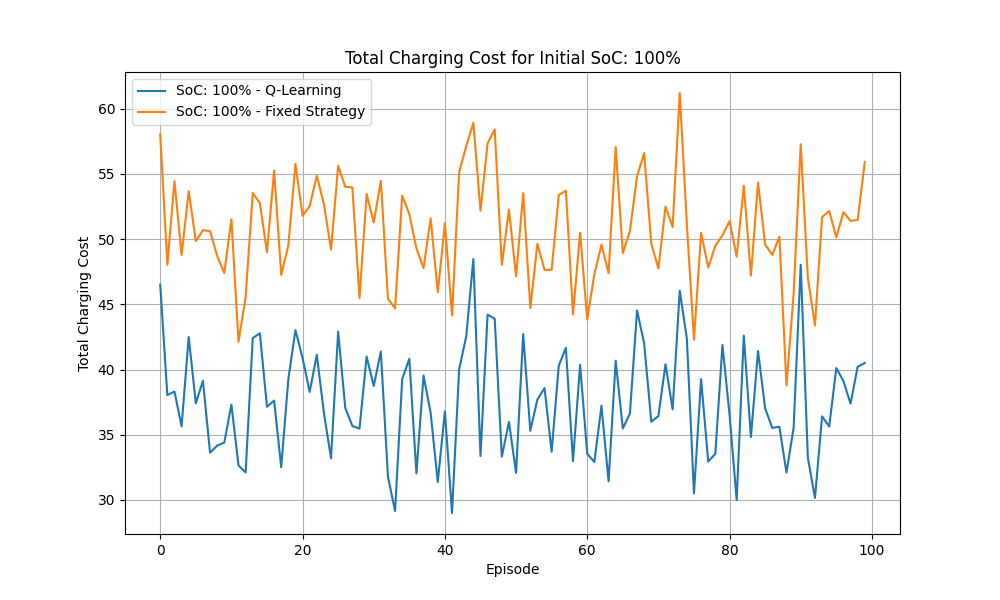 Total Charging Cost for Initial SoC: 100%
SoC: 100% - Q-Learning
SoC: 100% - Fixed Strategy
Total Charging Cost
60
55
50
45
40
35
30
0 20 40 60 80 100
Episode